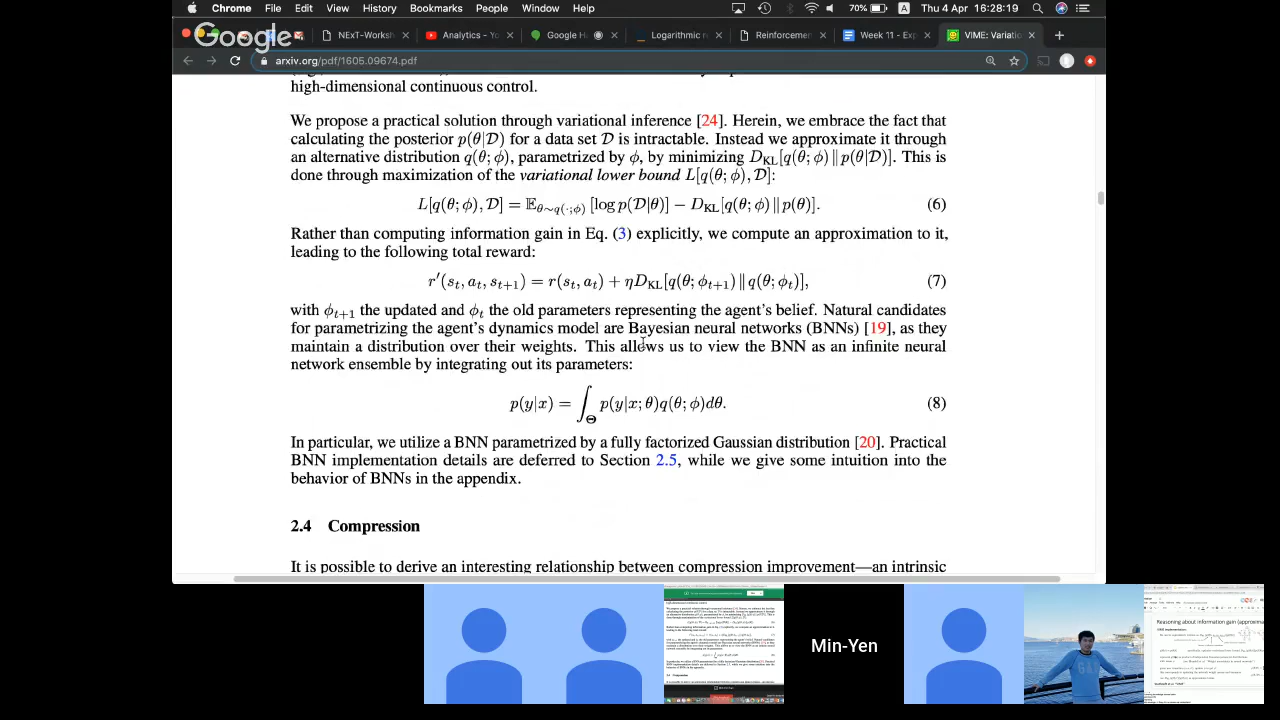 Chrome File Edit View History Bookmarks People Window Help 70% A Thu 4 Apr 16:28:19
Google
NExT-Worksh Analytics - Yo Google Ha Logarithmic n Reinforcement Week 11 - Exp VIME: Variation
arxiv.org/pdf/1605.09674.pdf
high-dimensional continuous control.
We propose a practical solution through variational inference [24]. Herein, we embrace the fact that
calculating the posterior p(θ|D) for a data set D is intractable. Instead we approximate it through
an alternative distribution q(θ; ϕ), parametrized by ϕ, by minimizing D_KL[q(θ; ϕ) ∥ p(θ|D)]. This is
done through maximization of the variational lower bound L[q(θ; ϕ), D]:
L[q(θ; ϕ), D] = 𝔼_θ∼q(·;ϕ) [log p(D|θ)] − D_KL[q(θ; ϕ) ∥ p(θ)]. (6)
Rather than computing information gain in Eq. (3) explicitly, we compute an approximation to it,
leading to the following total reward:
r′(s_t, a_t, s_t+1) = r(s_t, a_t) + ηD_KL[q(θ; ϕ_t+1) ∥ q(θ; ϕ_t)], (7)
with ϕ_t+1 the updated and ϕ_t the old parameters representing the agent's belief. Natural candidates
for parametrizing the agent's dynamics model are Bayesian neural networks (BNNs) [19], as they
maintain a distribution over their weights. This allows us to view the BNN as an infinite neural
network ensemble by integrating out its parameters:
p(y|x) = ∫_Θ p(y|x; θ)q(θ; ϕ)dθ. (8)
In particular, we utilize a BNN parametrized by a fully factorized Gaussian distribution [20]. Practical
BNN implementation details are deferred to Section 2.5, while we give some intuition into the
behavior of BNNs in the appendix.
2.4 Compression
It is possible to derive an interesting relationship between compression improvement—an intrinsic
Min-Yen
Reasoning about information gain (approxima